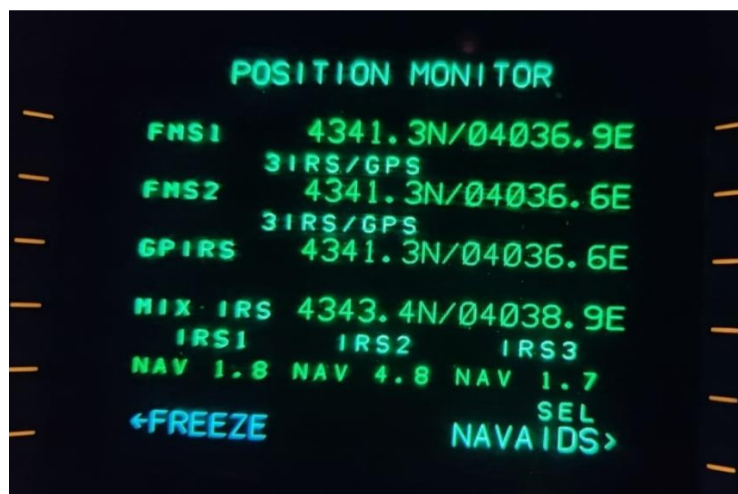 POSITION MONITOR
FMS1 4341.3N/04036.9E
3IRS/GPS
FMS2 4341.3N/04036.6E
3IRS/GPS
GPIRS 4341.3N/04036.6E
MIX IRS 4343.4N/04038.9E
IRS1 IRS2 IRS3
NAV 1.8 NAV 4.8 NAV 1.7
SEL
←FREEZE NAVAIDS>